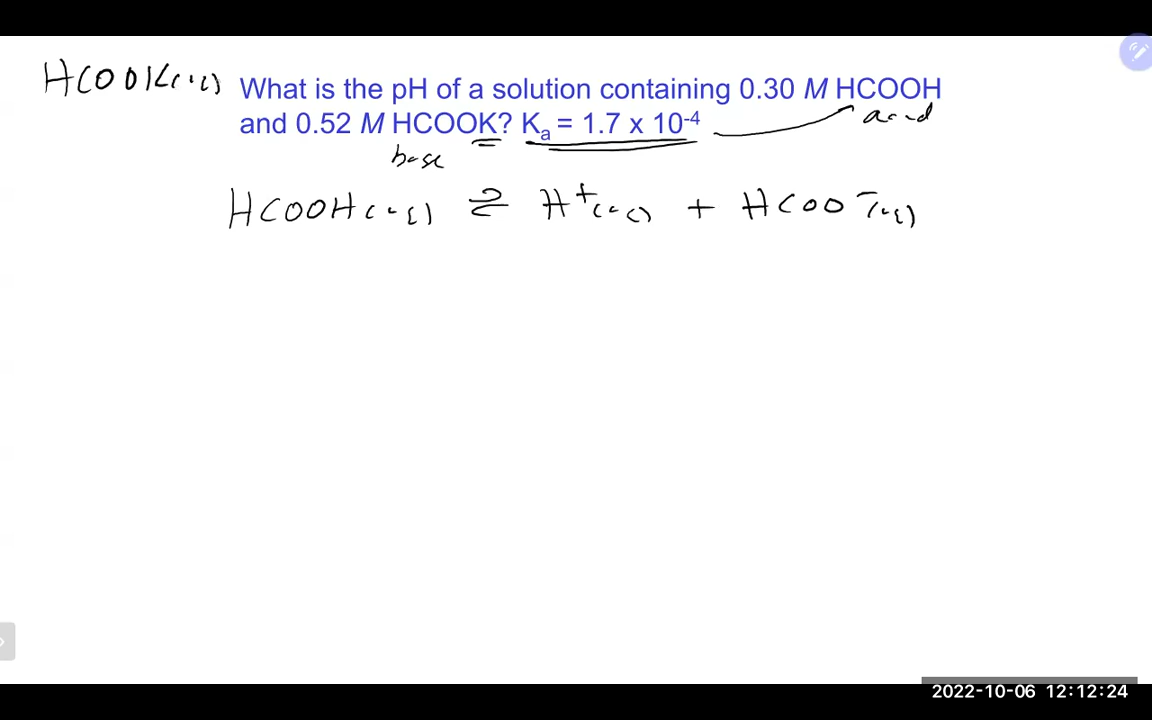 HCOOK(aq)
What is the pH of a solution containing 0.30 M HCOOH
and 0.52 M HCOOK? Ka = 1.7 x 10-4
acid
base
HCOOH(aq) ⇌ H+(aq) + HCOO-(aq)
2022-10-06 12:12:24